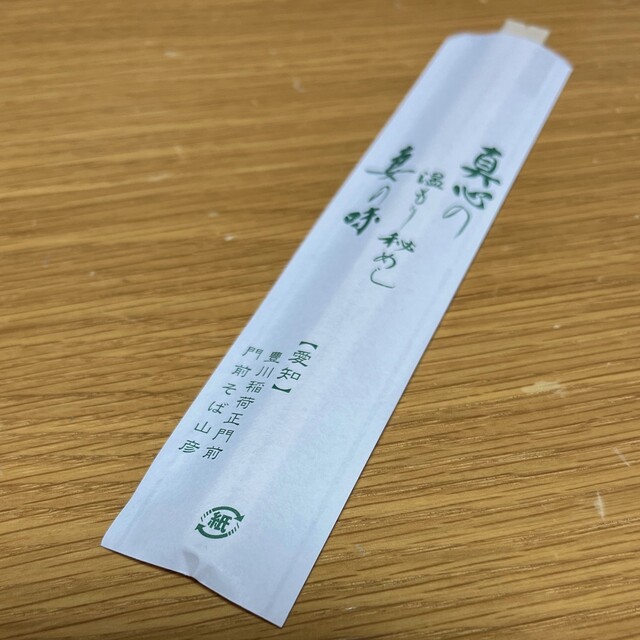 真心の
温もり秘めし
真の味
【愛知】
豊川稲荷正門前
門前そば山彦
紙